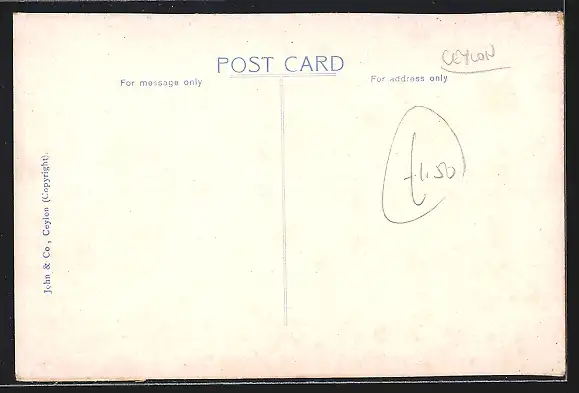 CEYLON
POST CARD
For message only
For address only
£1.50
John & Co, Ceylon (Copyright).